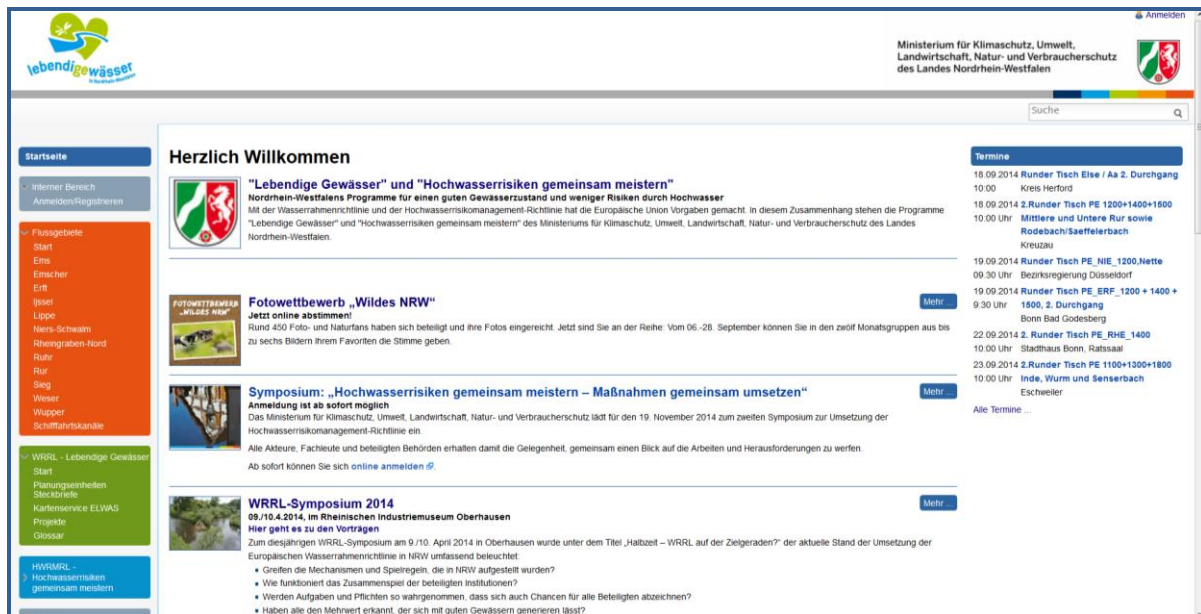 Anmelden
lebendigewässer
in Nordrhein-Westfalen
Ministerium für Klimaschutz, Umwelt,
Landwirtschaft, Natur- und Verbraucherschutz
des Landes Nordrhein-Westfalen
Suche
Startseite
Interner Bereich
Anmelden/Registrieren
Flussgebiete
Start
Ems
Emscher
Erft
Ijssel
Lippe
Niers-Schwalm
Rheingraben-Nord
Ruhr
Rur
Sieg
Weser
Wupper
Schifffahrtskanäle
WRRL - Lebendige Gewässer
Start
Planungseinheiten
Steckbriefe
Kartenservice ELWAS
Projekte
Glossar
HWRMRL -
Hochwasserrisiken
gemeinsam meistern
Herzlich Willkommen
"Lebendige Gewässer" und "Hochwasserrisiken gemeinsam meistern"
Nordrhein-Westfalens Programme für einen guten Gewässerzustand und weniger Risiken durch Hochwasser
Mit der Wasserrahmenrichtlinie und der Hochwasserrisikomanagement-Richtlinie hat die Europäische Union Vorgaben gemacht. In diesem Zusammenhang stehen die Programme
"Lebendige Gewässer" und "Hochwasserrisiken gemeinsam meistern" des Ministeriums für Klimaschutz, Umwelt, Landwirtschaft, Natur- und Verbraucherschutz des Landes
Nordrhein-Westfalen.
FOTOWETTBEWERB
„WILDES NRW“
Fotowettbewerb „Wildes NRW“
Mehr ...
Jetzt online abstimmen!
Rund 450 Foto- und Naturfans haben sich beteiligt und ihre Fotos eingereicht. Jetzt sind Sie an der Reihe: Vom 06.-28. September können Sie in den zwölf Monatsgruppen aus bis
zu sechs Bildern Ihrem Favoriten die Stimme geben.
Symposium: „Hochwasserrisiken gemeinsam meistern – Maßnahmen gemeinsam umsetzen“
Mehr ...
Anmeldung ist ab sofort möglich
Das Ministerium für Klimaschutz, Umwelt, Landwirtschaft, Natur- und Verbraucherschutz lädt für den 19. November 2014 zum zweiten Symposium zur Umsetzung der
Hochwasserrisikomanagement-Richtlinie ein.
Alle Akteure, Fachleute und beteiligten Behörden erhalten damit die Gelegenheit, gemeinsam einen Blick auf die Arbeiten und Herausforderungen zu werfen.
Ab sofort können Sie sich online anmelden.
WRRL-Symposium 2014
Mehr ...
09./10.4.2014, im Rheinischen Industriemuseum Oberhausen
Hier geht es zu den Vorträgen
Zum diesjährigen WRRL-Symposium am 9./10. April 2014 in Oberhausen wurde unter dem Titel „Halbzeit – WRRL auf der Zielgeraden?“ der aktuelle Stand der Umsetzung der
Europäischen Wasserrahmenrichtlinie in NRW umfassend beleuchtet:
• Greifen die Mechanismen und Spielregeln, die in NRW aufgestellt wurden?
• Wie funktioniert das Zusammenspiel der beteiligten Institutionen?
• Werden Aufgaben und Pflichten so wahrgenommen, dass sich auch Chancen für alle Beteiligten abzeichnen?
• Haben alle den Mehrwert erkannt, der sich mit guten Gewässern generieren lässt?
Termine
18.09.2014 Runder Tisch Else / Aa 2. Durchgang
10:00 Kreis Herford
18.09.2014 2.Runder Tisch PE 1200+1400+1500
10:00 Uhr Mittlere und Untere Rur sowie
Rodebach/Saeffelerbach
Kreuzau
19.09.2014 Runder Tisch PE_NIE_1200,Nette
09.30 Uhr Bezirksregierung Düsseldorf
19.09.2014 Runder Tisch PE_ERF_1200 + 1400 +
9:30 Uhr 1500, 2. Durchgang
Bonn Bad Godesberg
22.09.2014 2. Runder Tisch PE_RHE_1400
10:00 Uhr Stadthaus Bonn, Ratssaal
23.09.2014 2.Runder Tisch PE 1100+1300+1800
10:00 Uhr Inde, Wurm und Senserbach
Eschweiler
Alle Termine ...